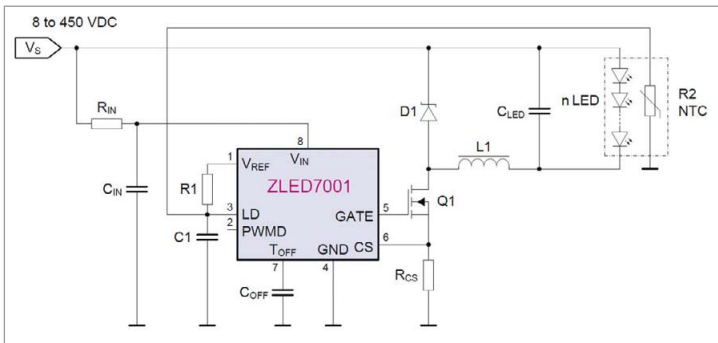 8 to 450 VDC
VS
RIN
CIN
R1
C1
1
VREF
8
VIN
ZLED7001
3
LD
2
PWMD
GATE
5
CS
6
TOFF
7
GND
4
COFF
D1
Q1
RCS
L1
CLED
n LED
R2
NTC